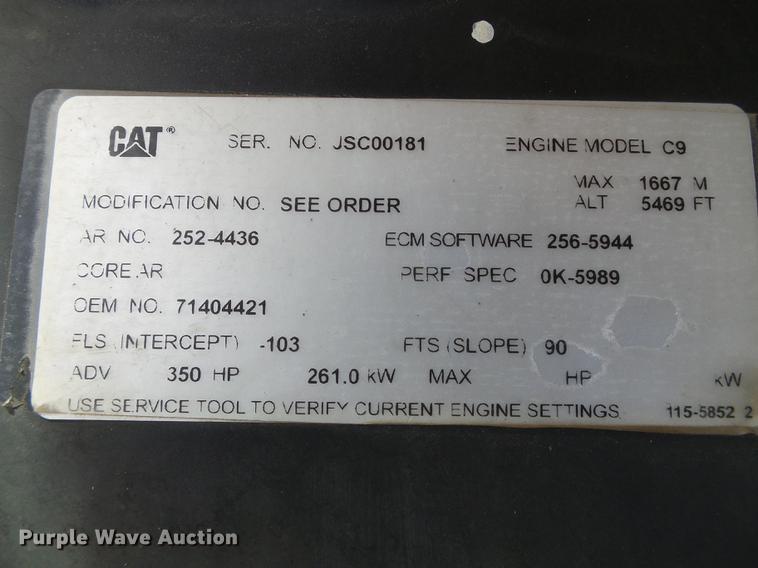 CAT® SER. NO. JSC00181 ENGINE MODEL C9
MAX 1667 M
MODIFICATION NO. SEE ORDER ALT 5469 FT
AR NO. 252-4436 ECM SOFTWARE 256-5944
CORE AR PERF SPEC 0K-5989
OEM NO. 71404421
FLS (INTERCEPT) -103 FTS (SLOPE) 90
ADV 350 HP 261.0 kW MAX HP kW
USE SERVICE TOOL TO VERIFY CURRENT ENGINE SETTINGS 115-5852 2
Purple Wave Auction